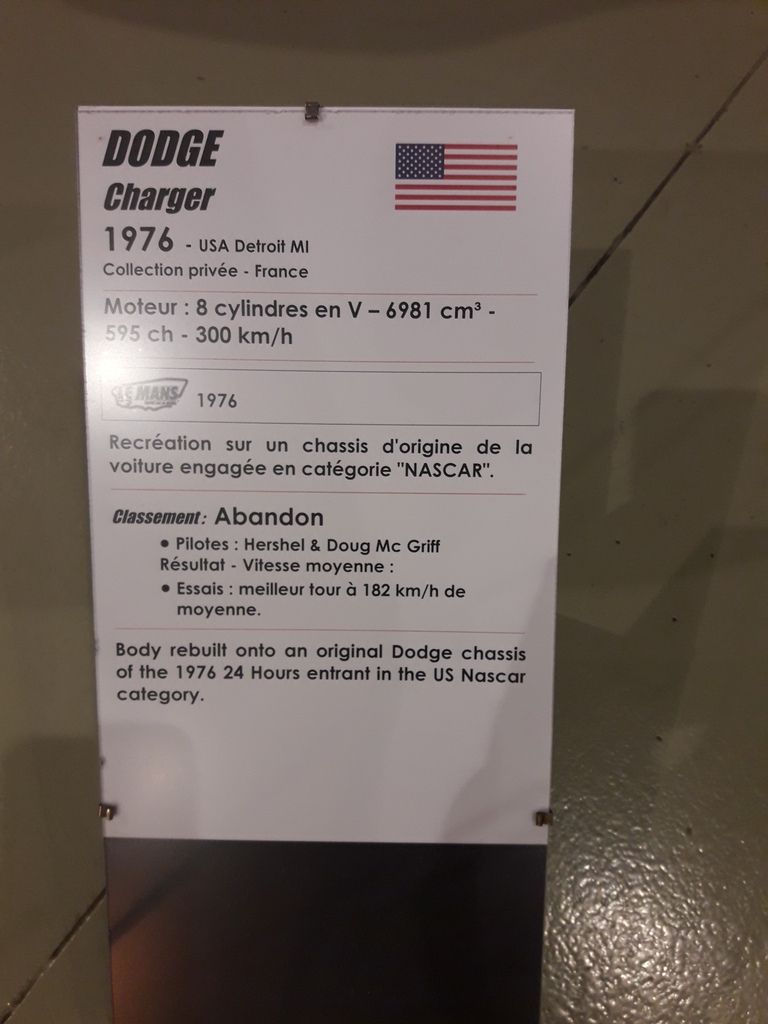 DODGE
Charger
1976 - USA Detroit MI
Collection privée - France
Moteur : 8 cylindres en V – 6981 cm³ -
595 ch - 300 km/h
MANS
1976
Recréation sur un chassis d'origine de la
voiture engagée en catégorie "NASCAR".
Classement : Abandon
• Pilotes : Hershel & Doug Mc Griff
Résultat - Vitesse moyenne :
• Essais : meilleur tour à 182 km/h de
moyenne.
Body rebuilt onto an original Dodge chassis
of the 1976 24 Hours entrant in the US Nascar
category.